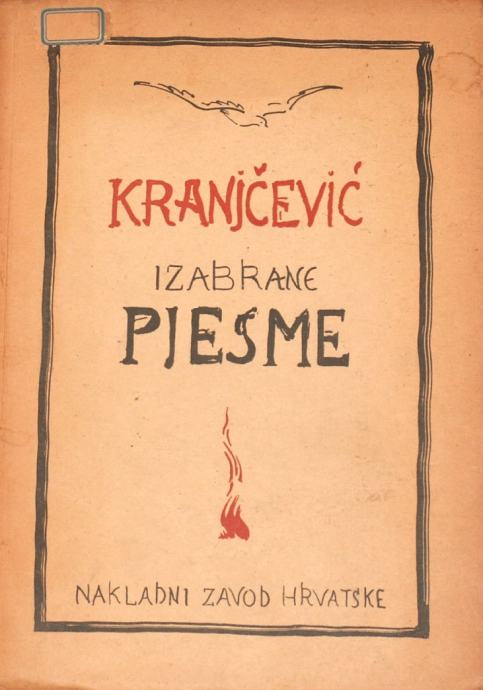 KRANJČEVIĆ
IZABRANE
PJESME
NAKLADNI ZAVOD HRVATSKE